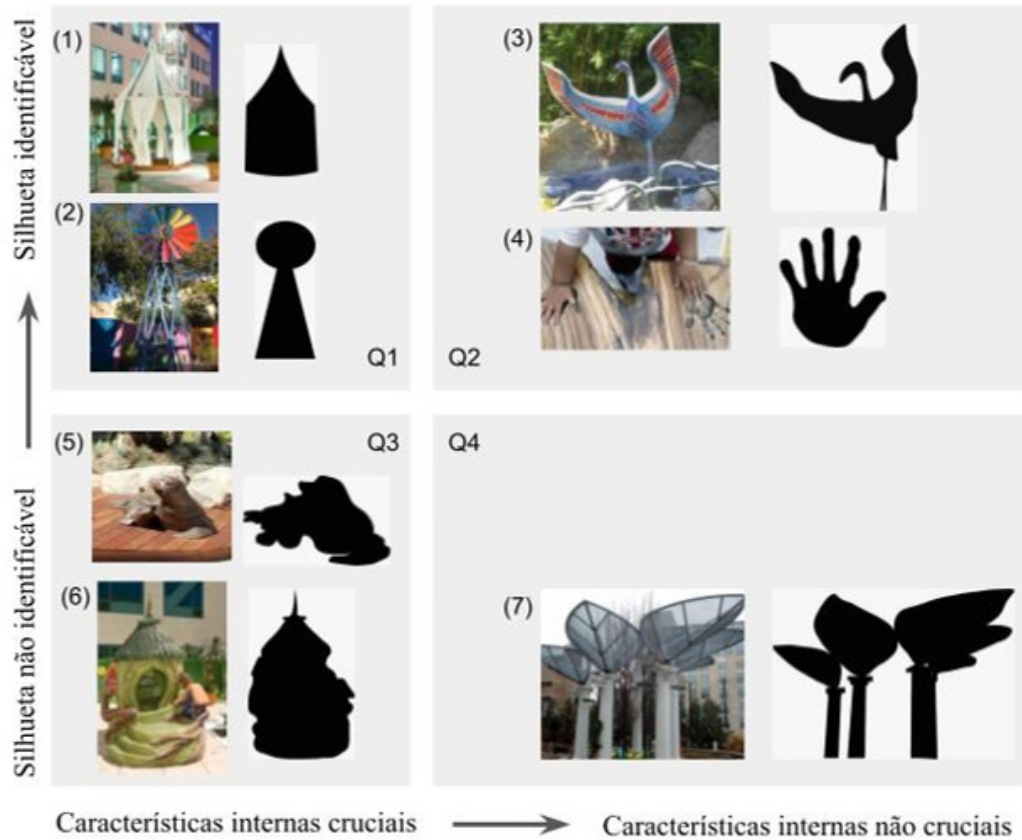 Silhueta identificável
Silhueta não identificável
(1)
(2)
Q1
(3)
(4)
Q2
(5)
Q3
(6)
Q4
(7)
Características internas cruciais
Características internas não cruciais